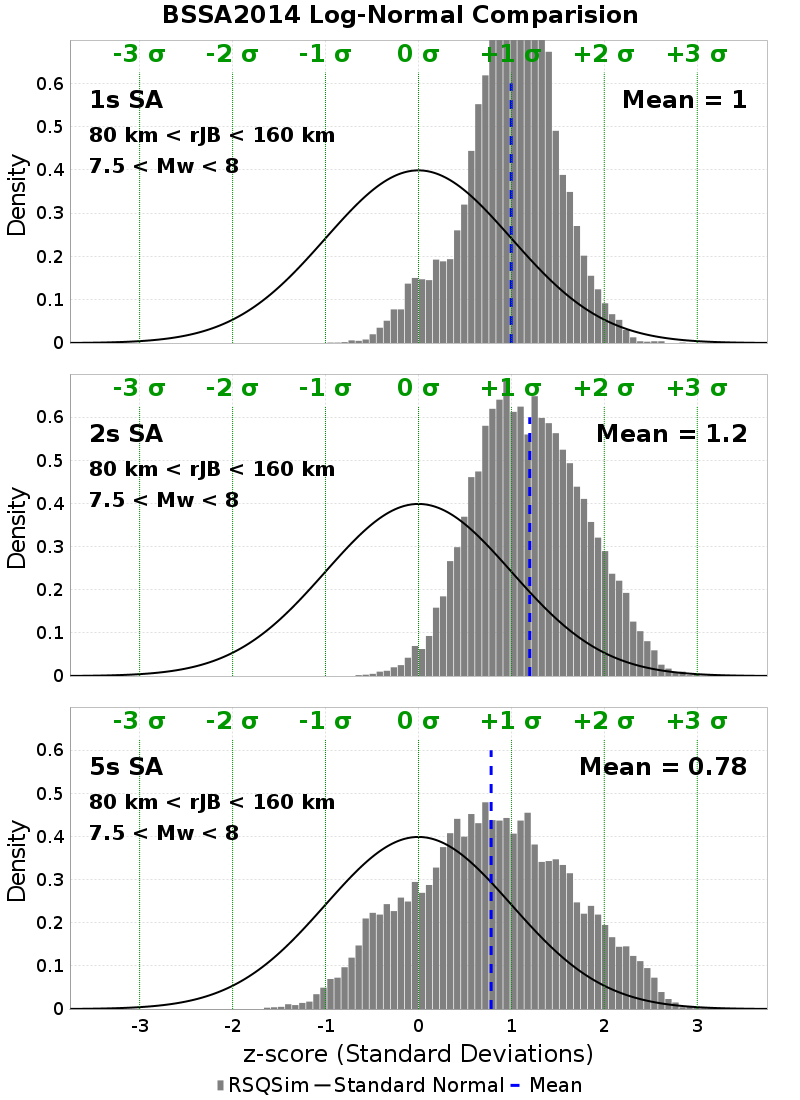 BSSA2014 Log-Normal Comparision
-3 σ -2 σ -1 σ 0 σ +1 σ +2 σ +3 σ
1s SA Mean = 1
80 km < rJB < 160 km
7.5 < Mw < 8
Density
0.6
0.5
0.4
0.3
0.2
0.1
0
-3 σ -2 σ -1 σ 0 σ +1 σ +2 σ +3 σ
2s SA Mean = 1.2
80 km < rJB < 160 km
7.5 < Mw < 8
Density
0.6
0.5
0.4
0.3
0.2
0.1
0
-3 σ -2 σ -1 σ 0 σ +1 σ +2 σ +3 σ
5s SA Mean = 0.78
80 km < rJB < 160 km
7.5 < Mw < 8
Density
0.6
0.5
0.4
0.3
0.2
0.1
0
-3 -2 -1 0 1 2 3
z-score (Standard Deviations)
RSQSim Standard Normal Mean